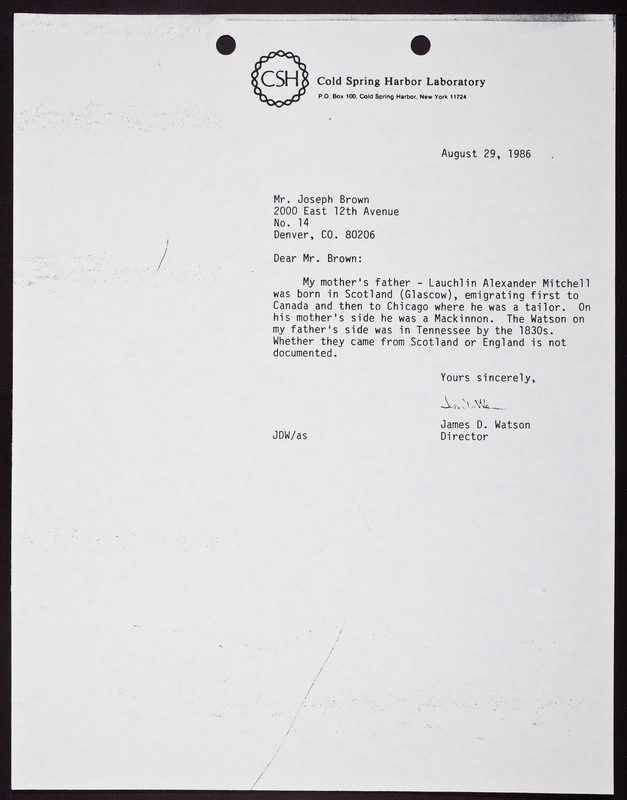 CSH
Cold Spring Harbor Laboratory
P.O. Box 100, Cold Spring Harbor, New York 11724
August 29, 1986
Mr. Joseph Brown
2000 East 12th Avenue
No. 14
Denver, CO. 80206
Dear Mr. Brown:
My mother's father - Lauchlin Alexander Mitchell
was born in Scotland (Glascow), emigrating first to
Canada and then to Chicago where he was a tailor. On
his mother's side he was a Mackinnon. The Watson on
my father's side was in Tennessee by the 1830s.
Whether they came from Scotland or England is not
documented.
Yours sincerely,
James D. Watson
JDW/as
Director